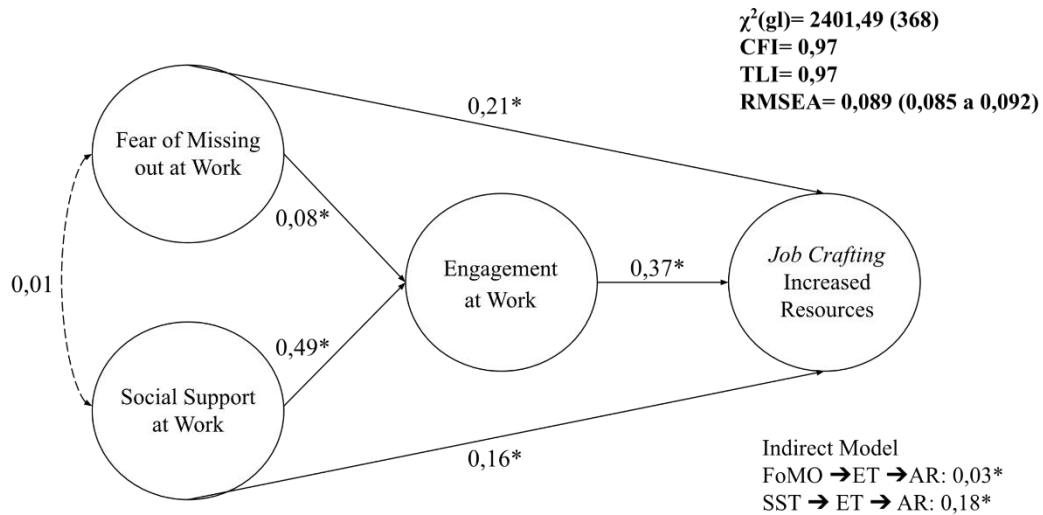 χ²(gl)= 2401,49 (368)
CFI= 0,97
TLI= 0,97
RMSEA= 0,089 (0,085 a 0,092)
0,21*
Fear of Missing
out at Work
0,08*
0,01
Engagement
at Work
0,37*
Job Crafting
Increased
Resources
0,49*
Social Support
at Work
0,16*
Indirect Model
FoMO ➔ET ➔AR: 0,03*
SST ➔ ET ➔ AR: 0,18*